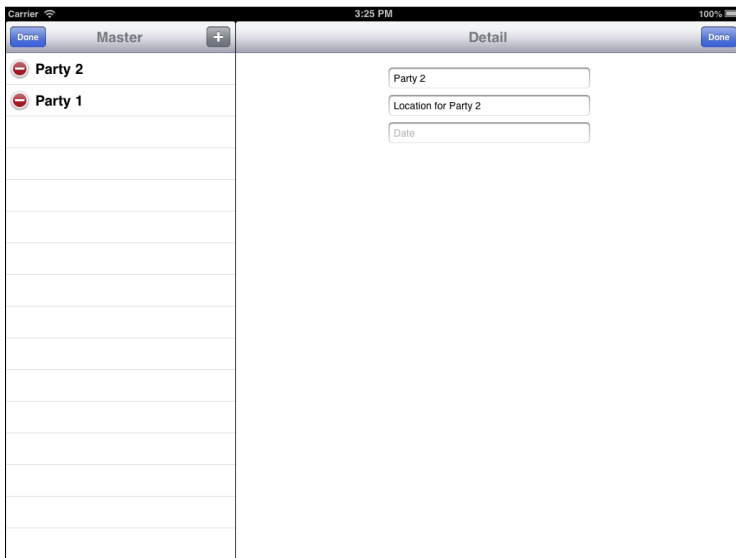 Carrier 3:25 PM 100%
Done Master + Detail Done
Party 2
Party 1
Party 2
Location for Party 2
Date